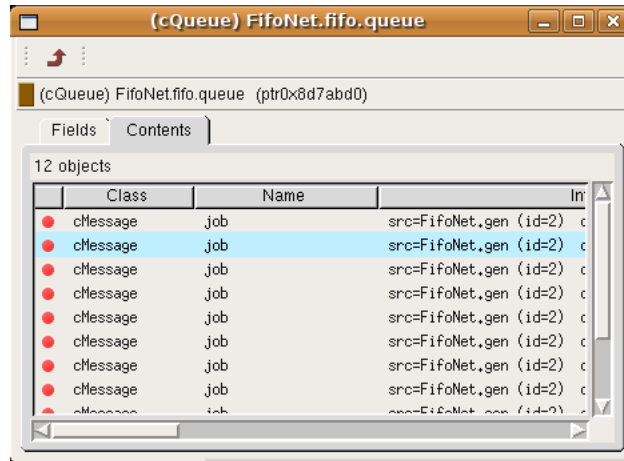 (cQueue) FifoNet.fifo.queue
(cQueue) FifoNet.fifo.queue (ptr0x8d7abd0)
Fields Contents
12 objects
Class Name
cMessage job src=FifoNet.gen (id=2)
cMessage job src=FifoNet.gen (id=2)
cMessage job src=FifoNet.gen (id=2)
cMessage job src=FifoNet.gen (id=2)
cMessage job src=FifoNet.gen (id=2)
cMessage job src=FifoNet.gen (id=2)
cMessage job src=FifoNet.gen (id=2)
cMessage job src=FifoNet.gen (id=2)